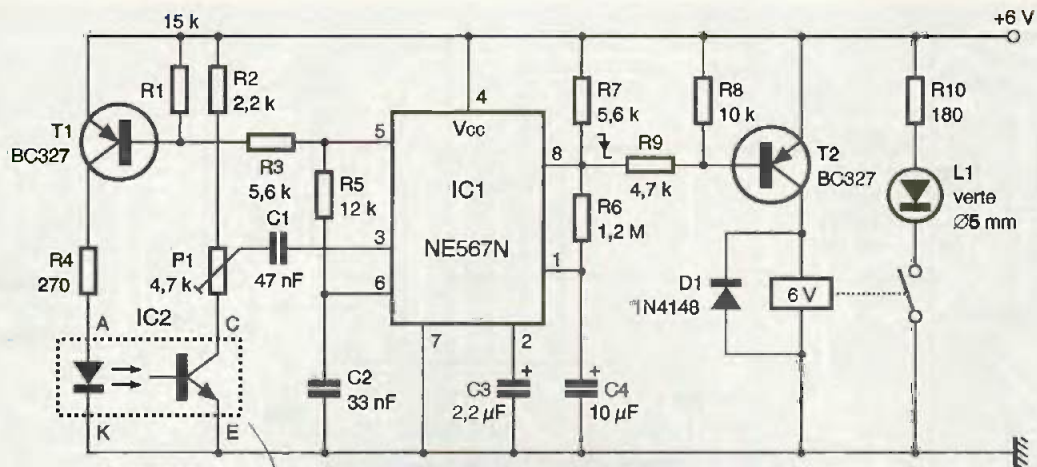 +6 V
15 k
R1
R2
2,2 k
T1
BC327
R3
5,6 k
R5
12 k
C1
47 nF
R4
270
P1
4,7 k
IC2
A
C
K
E
C2
33 nF
4
Vcc
5
3
6
IC1
NE567N
8
1
7
2
C3
2,2 µF
+
C4
10 µF
+
R7
5,6 k
R9
4,7 k
R6
1,2 M
R8
10 k
T2
BC327
D1
1N4148
6 V
R10
180
L1
verte
Ø5 mm